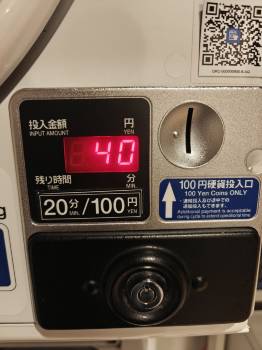 投入金額 円
INPUT AMOUNT YEN
40
残り時間 分
TIME MIN.
20分/100円
MIN. YEN
100円硬貨投入口
100 Yen Coins ONLY
Additional payment is acceptable
during cycle to extend operational time